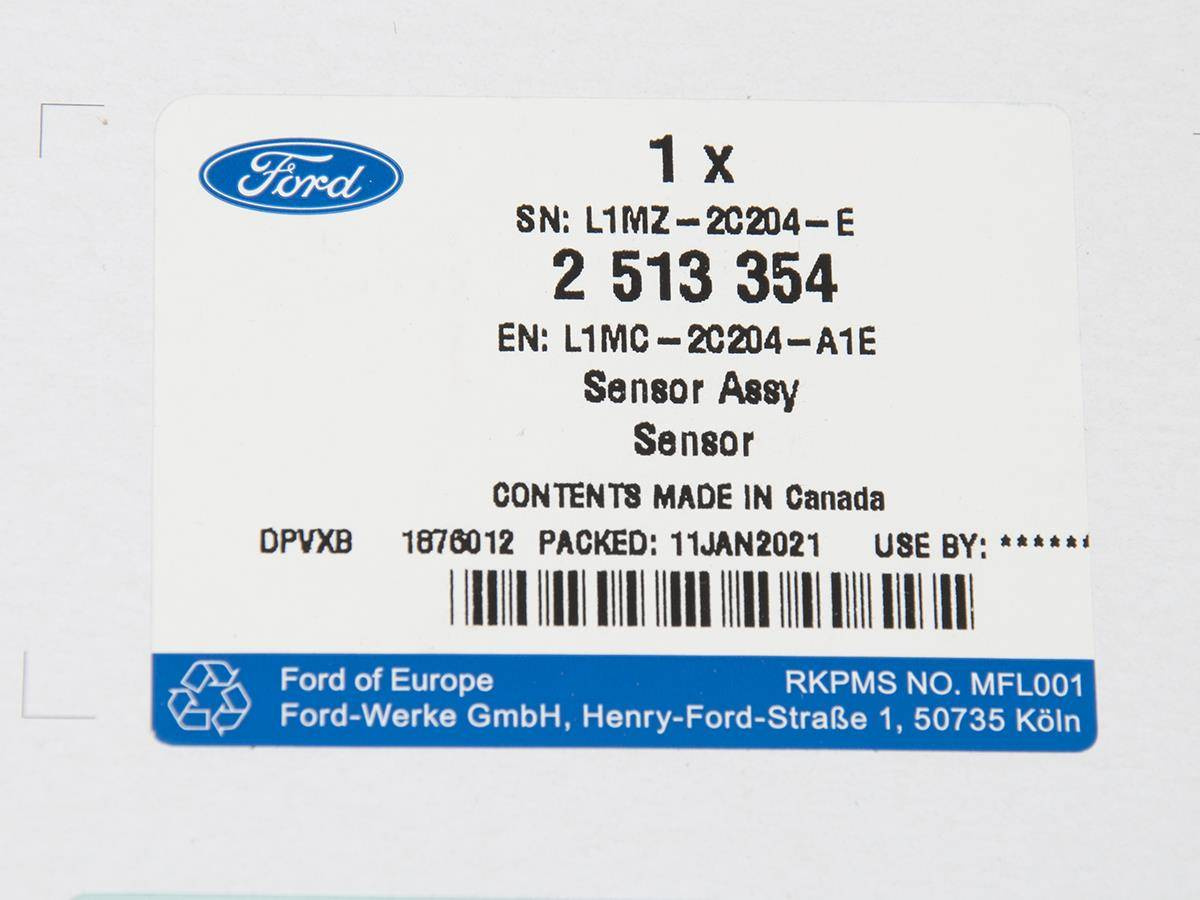 Ford
1 x
SN: L1MZ-2C204-E
2 513 354
EN: L1MC-2C204-A1E
Sensor Assy
Sensor
CONTENTS MADE IN Canada
DPVXB 1876012 PACKED: 11JAN2021 USE BY: ******
Ford of Europe RKPMS NO. MFL001
Ford-Werke GmbH, Henry-Ford-Straße 1, 50735 Köln